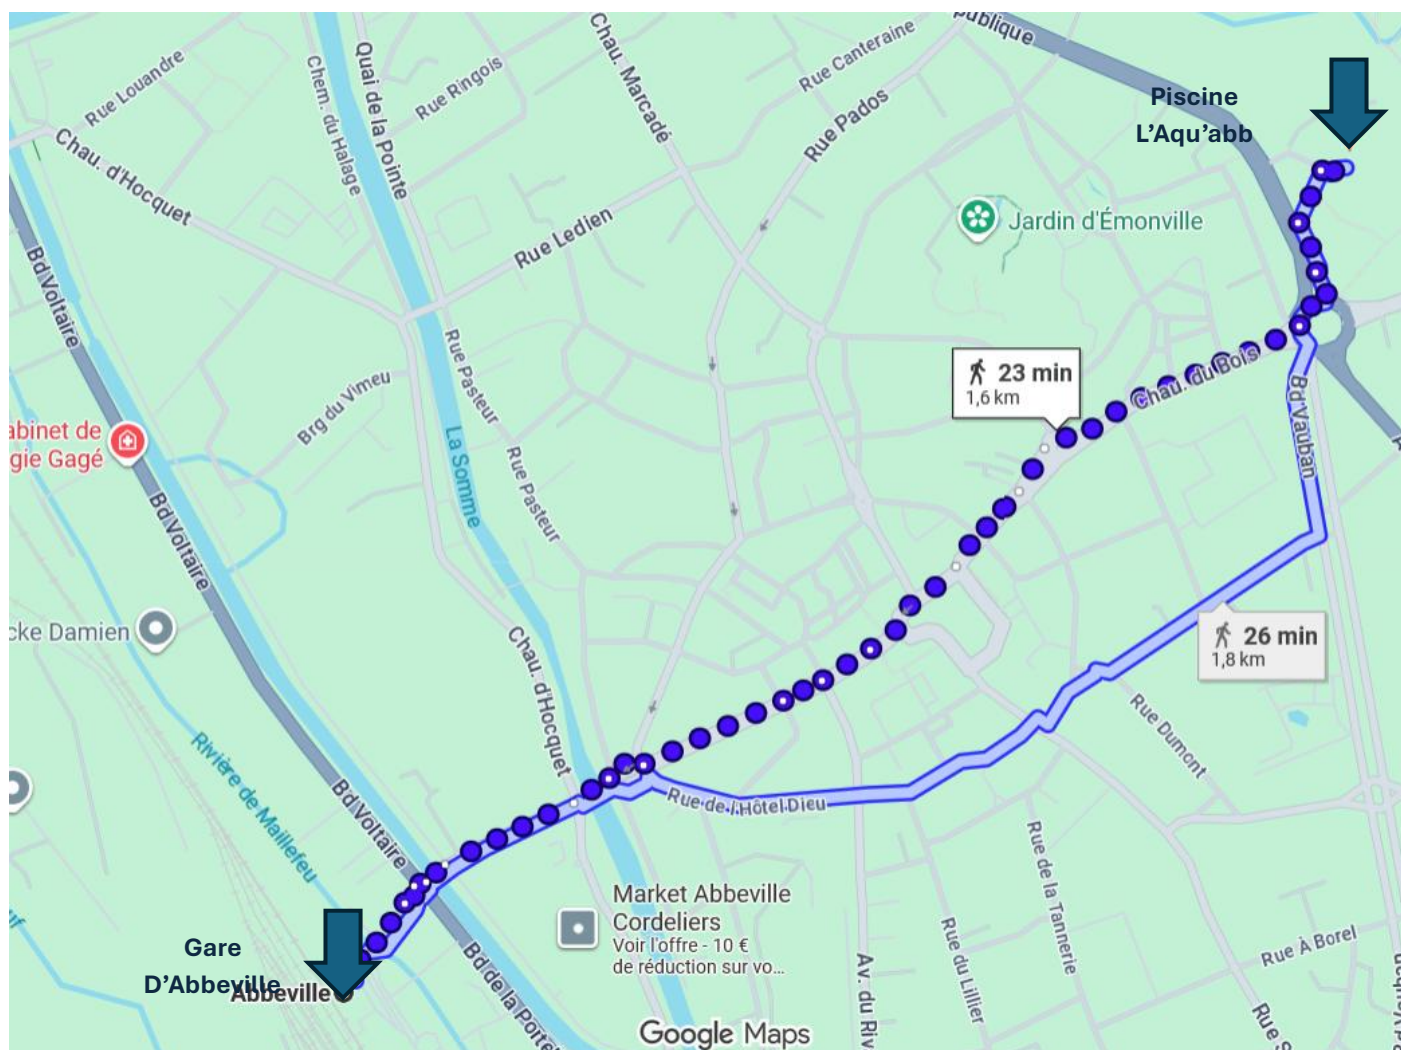 publique
Piscine
L'Aqu'abb
Rue Louandre
Chem. du Halage
Quai de la Pointe
Rue Ringois
Chau. Marcadé
Rue Canteraine
Rue Pados
Chau. d'Hocquet
Rue Ledien
Jardin d'Émonville
Bd Voltaire
Rue Pasteur
Brg du Vimeu
23 min
1,6 km
Chau. du Bois
Bd Vauban
abinet de
gie Gagé
La Somme
Rue Pasteur
Bd Voltaire
cke Damien
Chau. d'Hocquet
26 min
1,8 km
Rue Dumont
Rivière de Maillefeu
Bd Voltaire
Rue de l'Hôtel Dieu
Rue de la Tannerie
Market Abbeville
Cordeliers
Voir l'offre - 10 €
de réduction sur vo...
Gare
D'Abbeville
Abbeville
Bd de la Porte
Av. du Riv
Rue du Lillier
Rue À Borel
Rue S
Google Maps